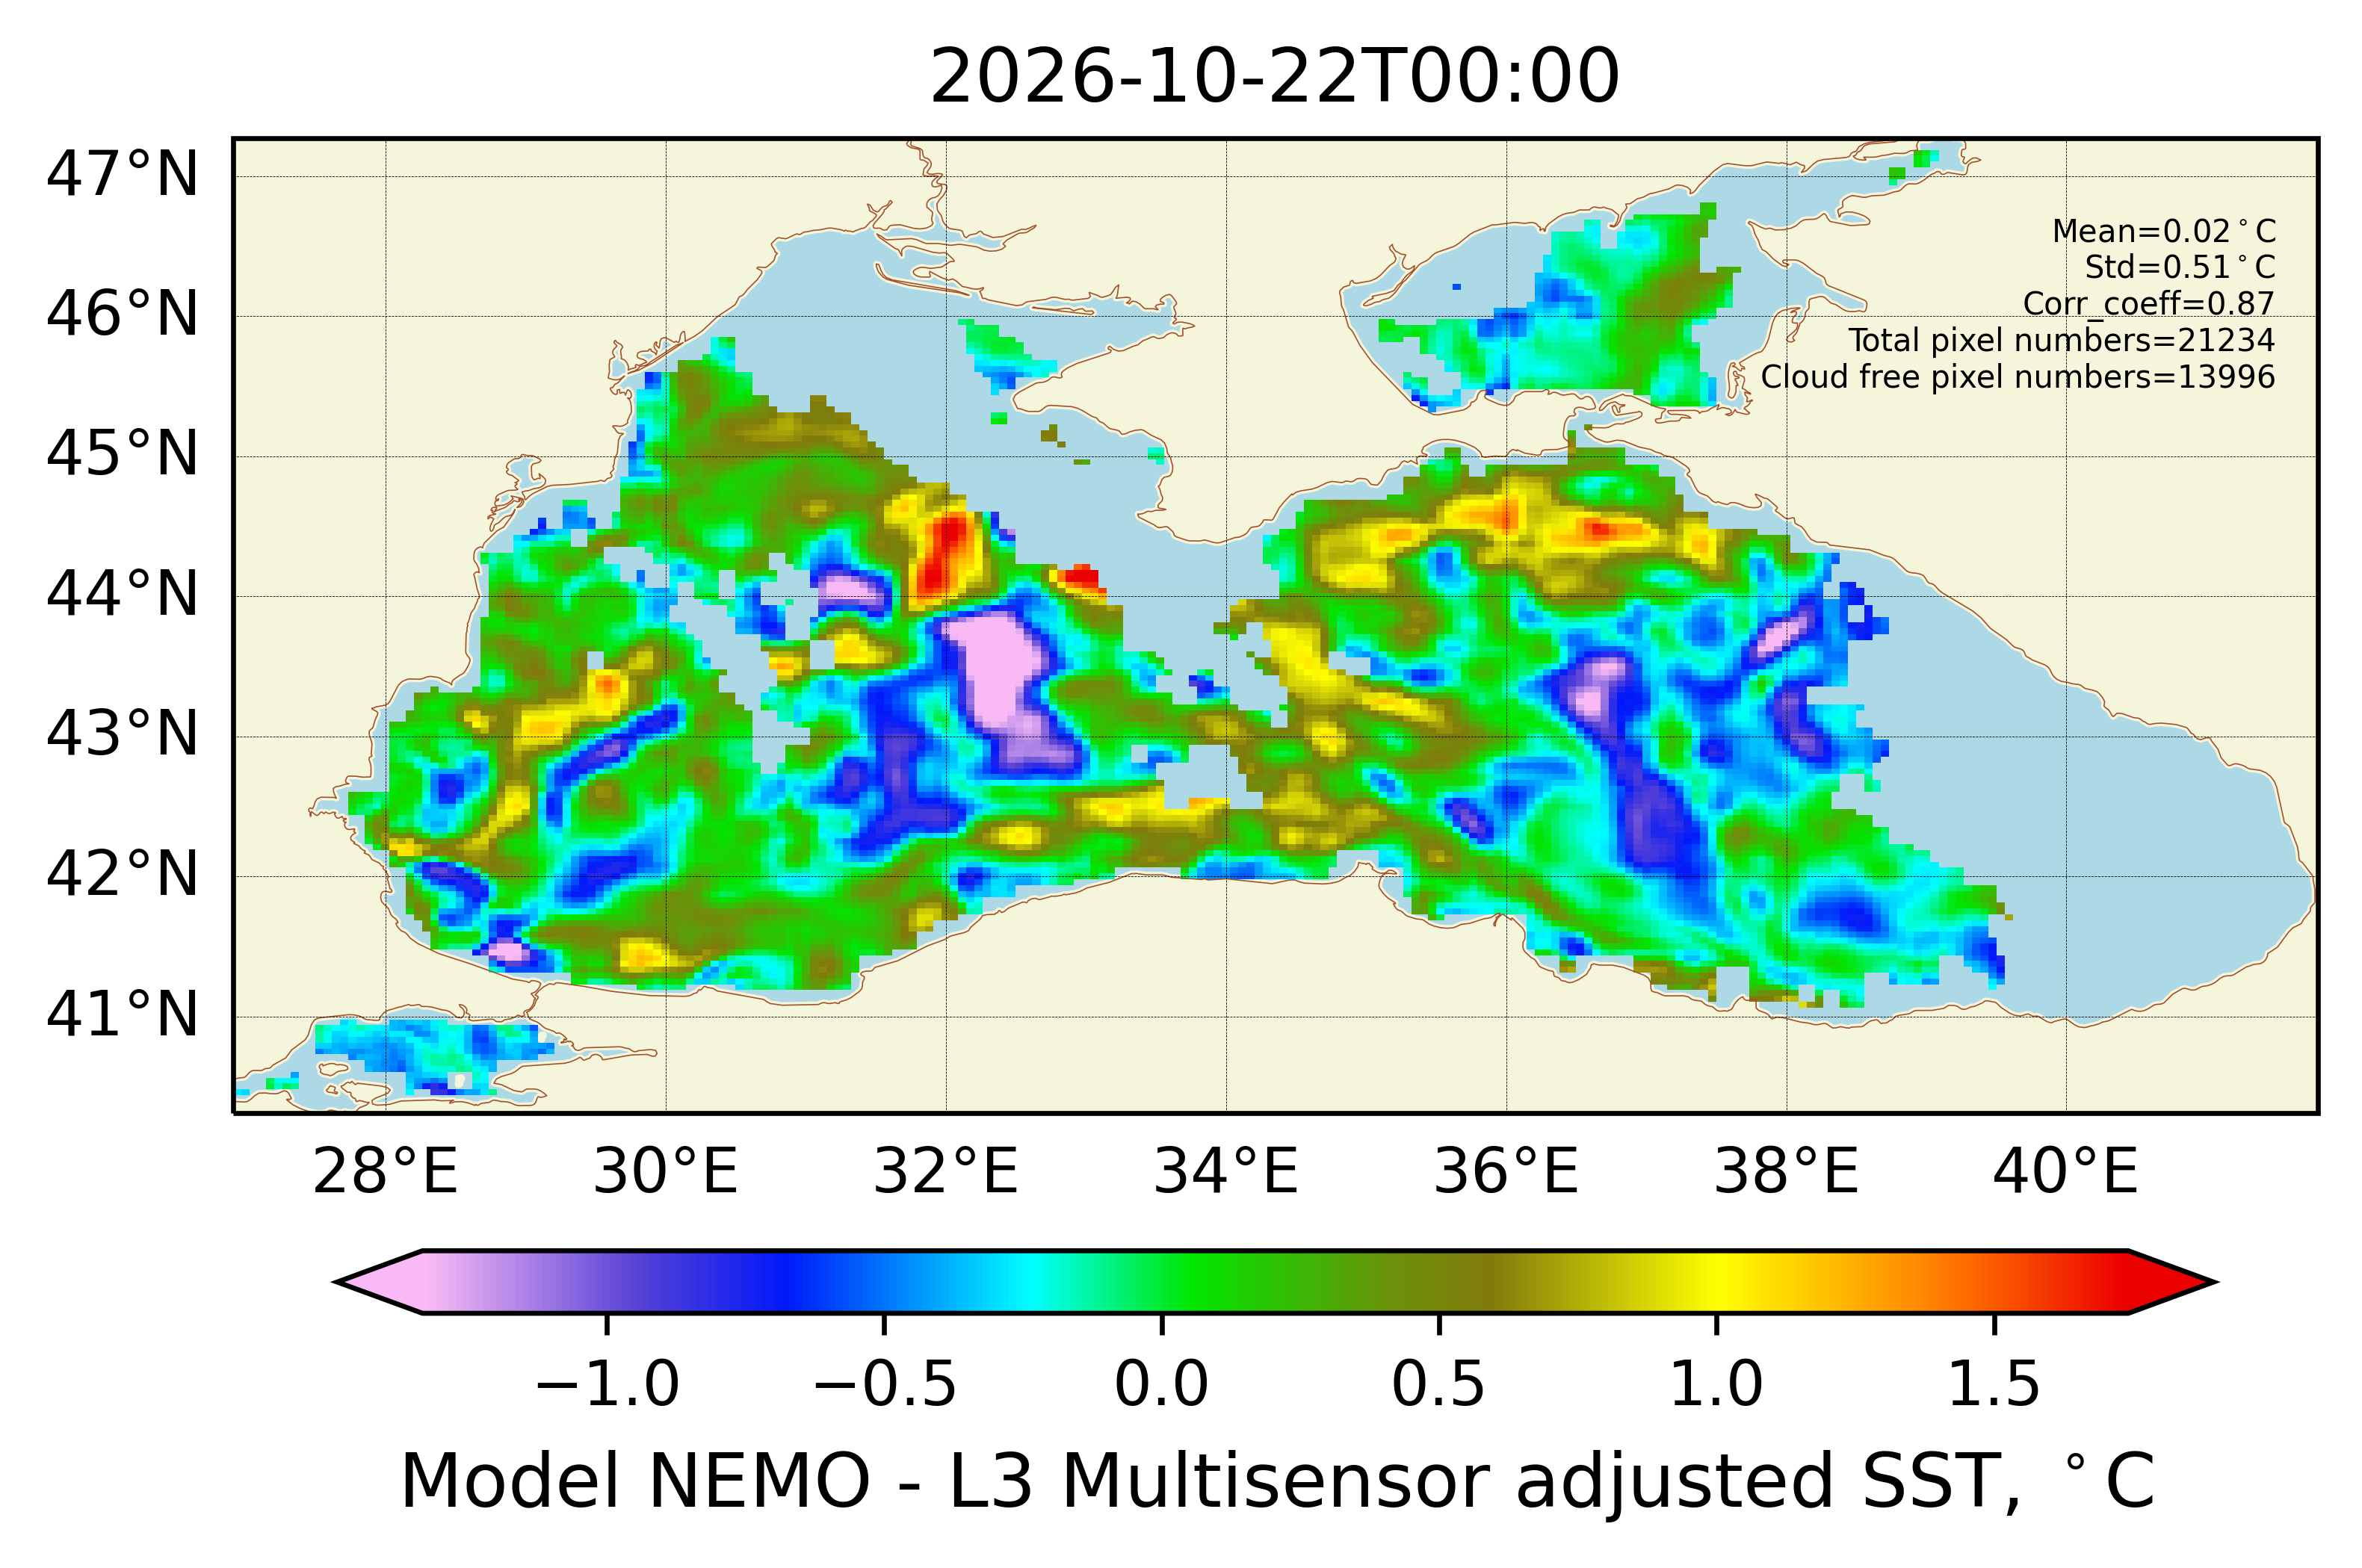 2026-10-22T00:00
47°N
46°N
45°N
44°N
43°N
42°N
41°N
Mean=0.02°C
Std=0.51°C
Corr_coeff=0.87
Total pixel numbers=21234
Cloud free pixel numbers=13996
28°E 30°E 32°E 34°E 36°E 38°E 40°E
−1.0 −0.5 0.0 0.5 1.0 1.5
Model NEMO - L3 Multisensor adjusted SST, °C